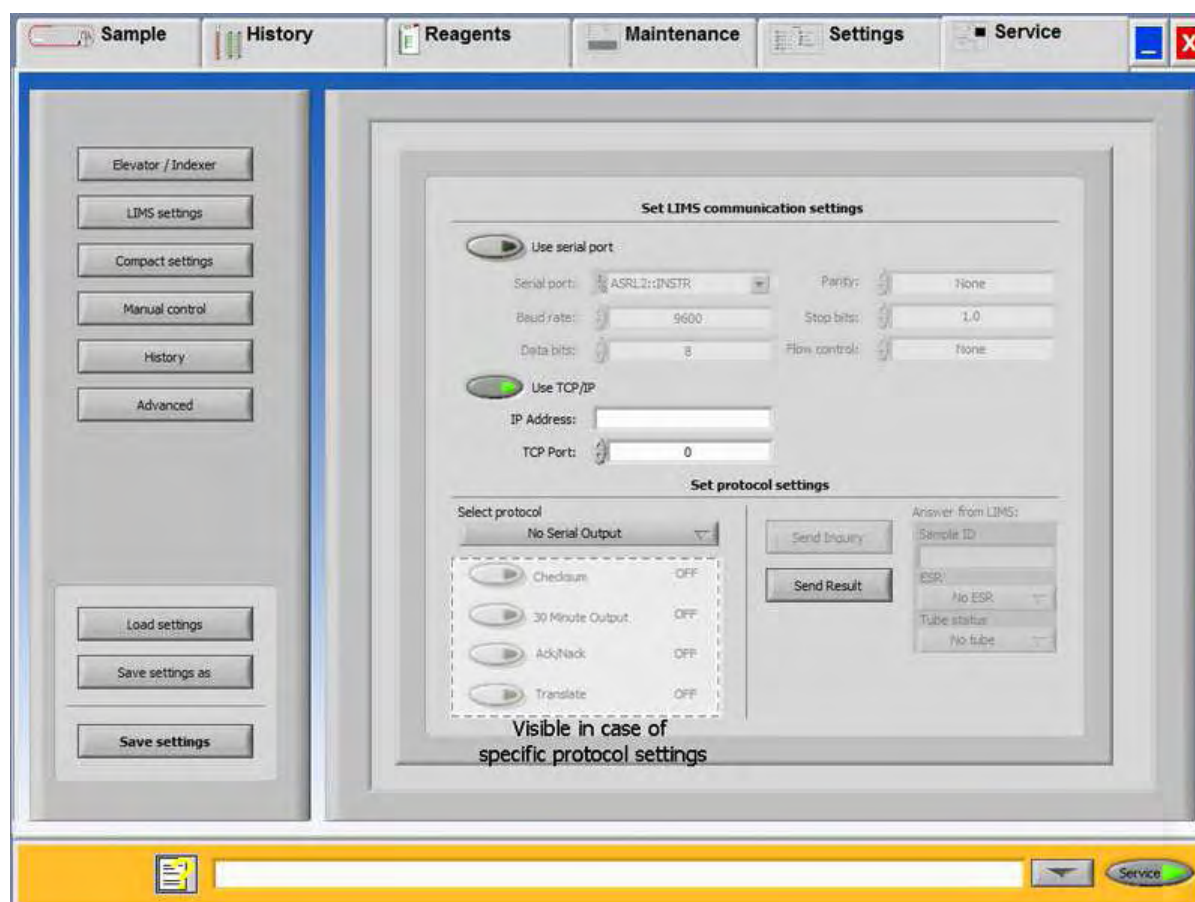 Sample
History
Reagents
Maintenance
Settings
Service
X
Elevator / Indexer
LIMS settings
Compact settings
Manual control
History
Advanced
Load settings
Save settings as
Save settings
Set LIMS communication settings
Use serial port
Serial port: ASRL2::INSTR Parity: None
Baud rate: 9600 Stop bits: 1.0
Data bits: 8 Flow control: None
Use TCP/IP
IP Address:
TCP Port: 0
Set protocol settings
Select protocol
No Serial Output
Checksum OFF
30 Minute Output OFF
Ack/Nack OFF
Translate OFF
Visible in case of
specific protocol settings
Send Inquiry
Send Result
Answer from LIMS:
Sample ID
ESR
No ESR
Tube status
No tube
Service